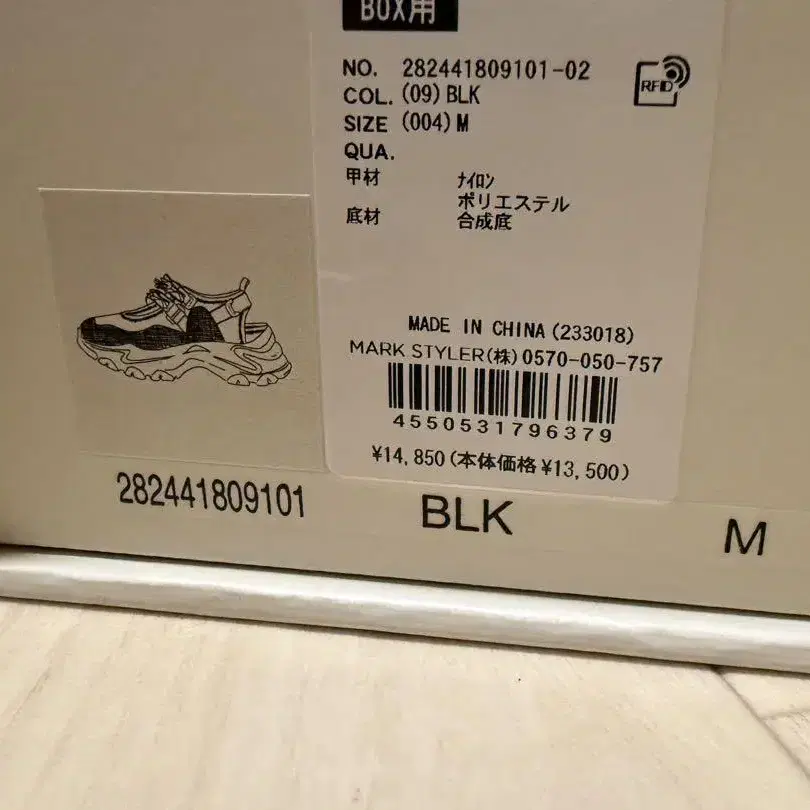 BOX用
NO. 282441809101-02
RFID
COL. (09) BLK
SIZE (004) M
QUA.
甲材 ﾅｲﾛﾝ
ポリエステル
底材 合成底
MADE IN CHINA (233018)
MARK STYLER(株) 0570-050-757
4550531796379
¥14,850(本体価格¥13,500)
282441809101 BLK M